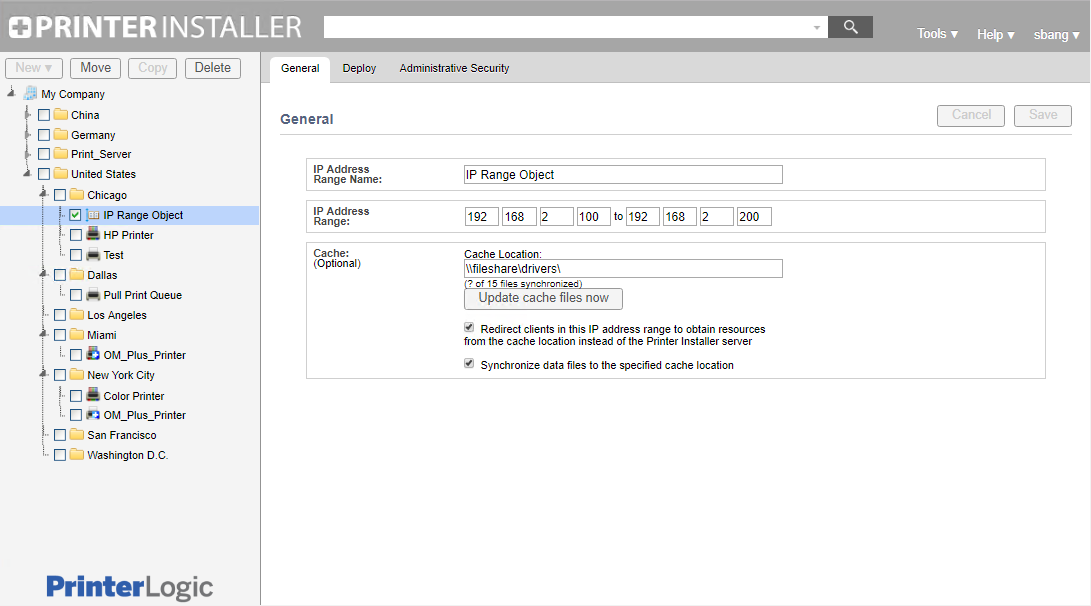 PRINTER INSTALLER
Tools ▾ Help ▾ sbang ▾
New ▾ Move Copy Delete
General Deploy Administrative Security
My Company
China
Germany
Print_Server
United States
Chicago
IP Range Object
HP Printer
Test
Dallas
Pull Print Queue
Los Angeles
Miami
OM_Plus_Printer
New York City
Color Printer
OM_Plus_Printer
San Francisco
Washington D.C.
PrinterLogic
General
Cancel Save
IP Address
Range Name:
IP Range Object
IP Address
Range:
192 168 2 100 to 192 168 2 200
Cache:
(Optional)
Cache Location:
\\fileshare\drivers\
(? of 15 files synchronized)
Update cache files now
Redirect clients in this IP address range to obtain resources
from the cache location instead of the Printer Installer server
Synchronize data files to the specified cache location